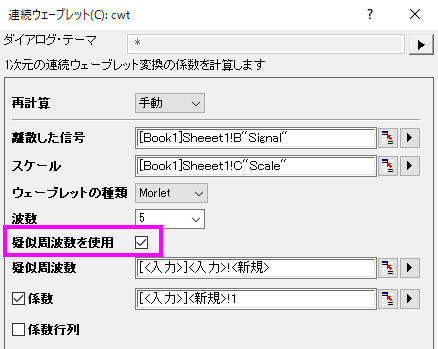 連続ウェーブレット(C): cwt
ダイアログ・テーマ *
1次元の連続ウェーブレット変換の係数を計算します
再計算 手動
離散した信号 [Book1]Sheeet1!B"Signal"
スケール [Book1]Sheeet1!C"Scale"
ウェーブレットの種類 Morlet
波数 5
疑似周波数を使用
疑似周波数 [<入力>]<入力>!<新規>
係数 [<入力>]<新規>!1
係数行列